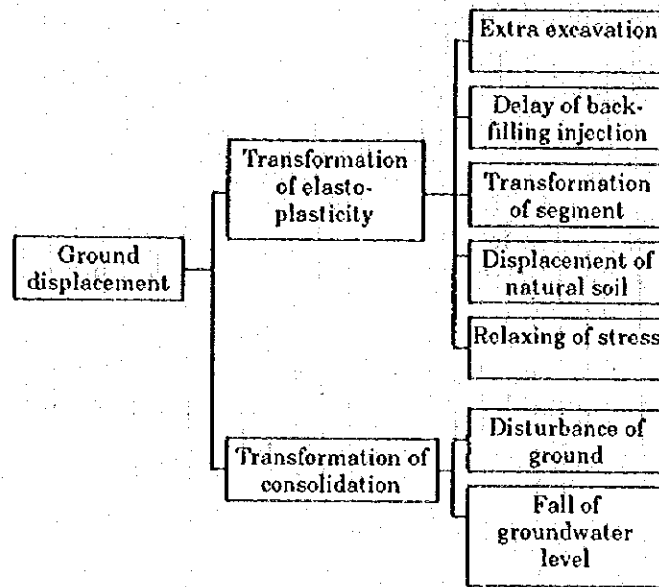 Ground
displacement
Transformation
of elasto-
plasticity
Extra excavation
Delay of back-
filling injection
Transformation
of segment
Displacement of
natural soil
Relaxing of stress
Transformation of
consolidation
Disturbance of
ground
Fall of
groundwater
level